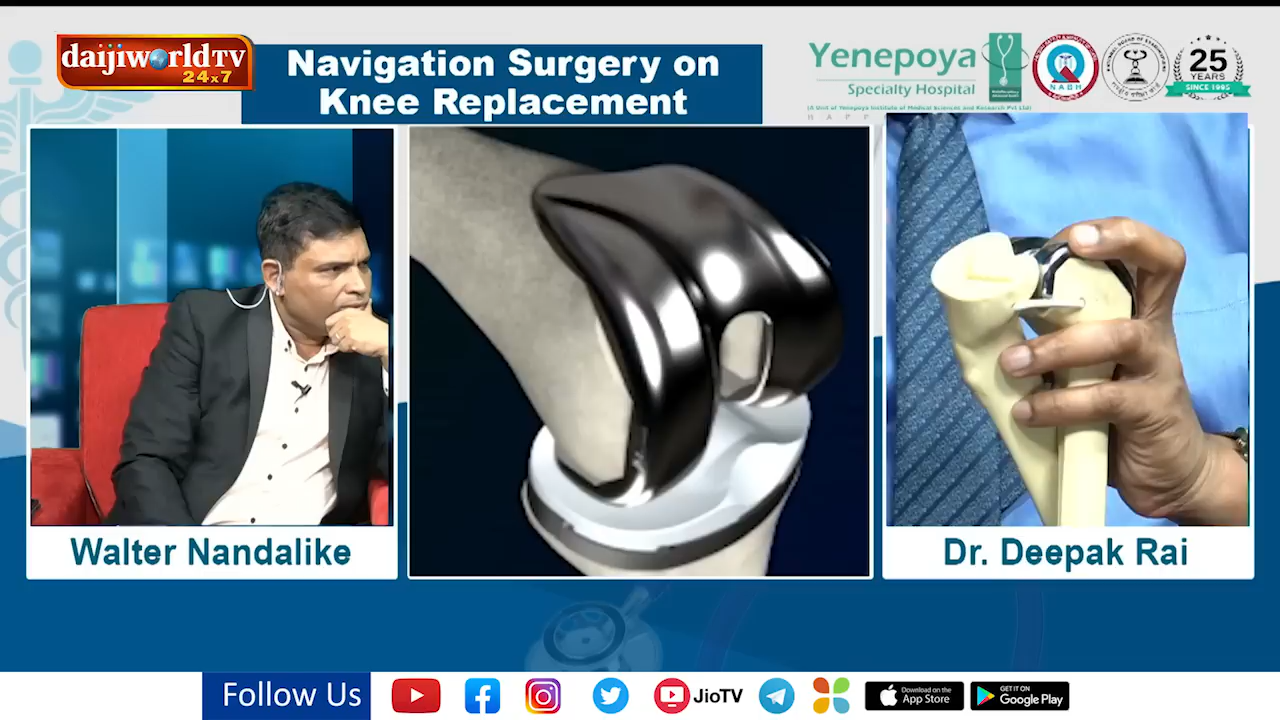 daijiworldTV
24x7
Navigation Surgery on
Knee Replacement
Yenepoya
Specialty Hospital
(A Unit of Yenepoya Institute of Medical Sciences and Research Pvt Ltd)
NABH
25
YEARS
SINCE 1995
Walter Nandalike
Dr. Deepak Rai
Follow Us
JioTV
Download on the
App Store
GET IT ON
Google Play